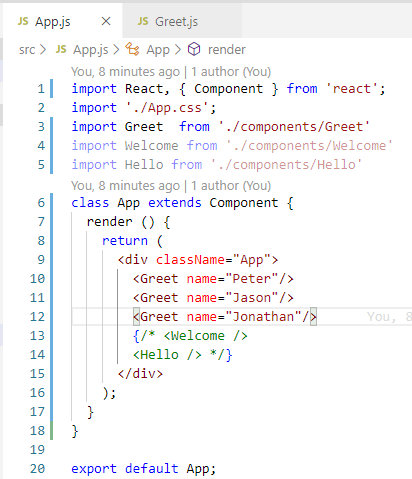 JS App.js × JS Greet.js
src > JS App.js > App > render
You, 8 minutes ago | 1 author (You)
1 import React, { Component } from 'react';
2 import './App.css';
3 import Greet  from './components/Greet'
4 import Welcome from './components/Welcome'
5 import Hello from './components/Hello'
You, 8 minutes ago | 1 author (You)
6 class App extends Component {
7   render () {
8     return (
9       <div className="App">
10         <Greet name="Peter"/>
11         <Greet name="Jason"/>
12         <Greet name="Jonathan"/> You, 8
13         {/* <Welcome />
14         <Hello /> */}
15       </div>
16     );
17   }
18 }
19
20 export default App;